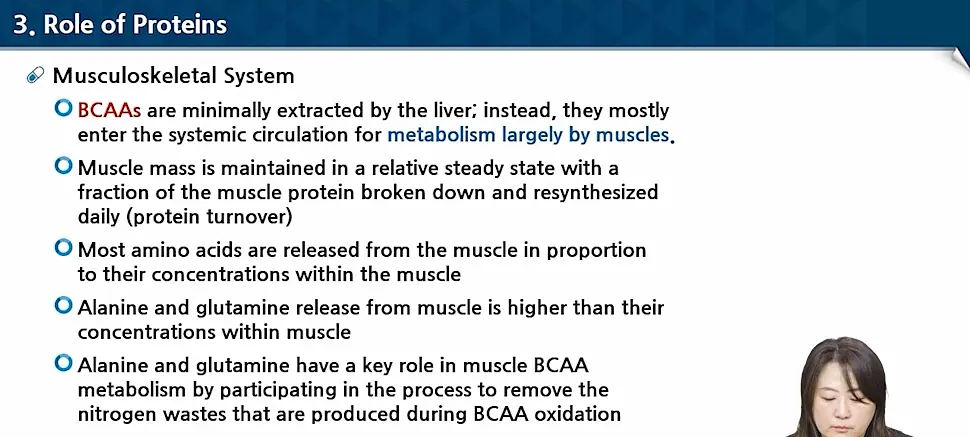 3. Role of Proteins
Musculoskeletal System
BCAAs are minimally extracted by the liver; instead, they mostly
enter the systemic circulation for metabolism largely by muscles.
Muscle mass is maintained in a relative steady state with a
fraction of the muscle protein broken down and resynthesized
daily (protein turnover)
Most amino acids are released from the muscle in proportion
to their concentrations within the muscle
Alanine and glutamine release from muscle is higher than their
concentrations within muscle
Alanine and glutamine have a key role in muscle BCAA
metabolism by participating in the process to remove the
nitrogen wastes that are produced during BCAA oxidation